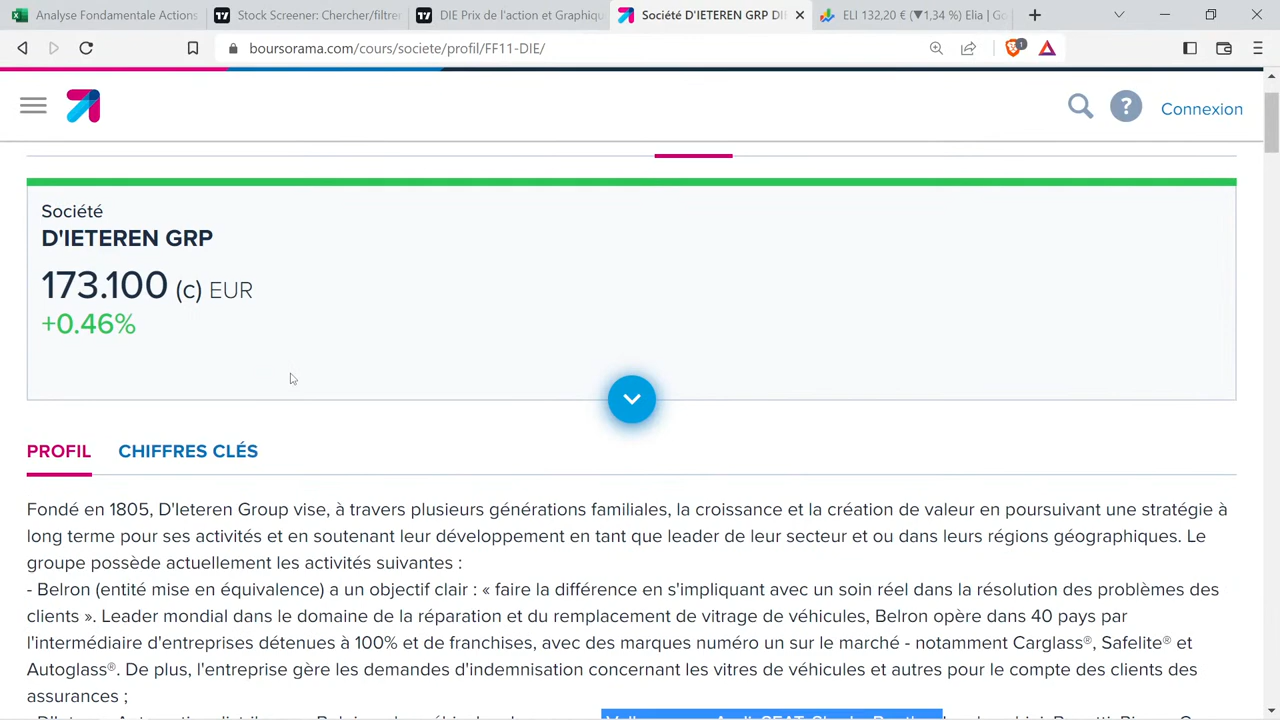 Analyse Fondamentale Actions
Stock Screener: Chercher/filtrer
DIE Prix de l'action et Graphiqu
Société D'IETEREN GRP DI
ELI 132,20 € (▼1,34 %) Elia | Go
boursorama.com/cours/societe/profil/FF11-DIE/
1
?
Connexion
Société
D'IETEREN GRP
173.100 (c) EUR
+0.46%
PROFIL CHIFFRES CLÉS
Fondé en 1805, D'Ieteren Group vise, à travers plusieurs générations familiales, la croissance et la création de valeur en poursuivant une stratégie à
long terme pour ses activités et en soutenant leur développement en tant que leader de leur secteur et ou dans leurs régions géographiques. Le
groupe possède actuellement les activités suivantes :
- Belron (entité mise en équivalence) a un objectif clair : « faire la différence en s'impliquant avec un soin réel dans la résolution des problèmes des
clients ». Leader mondial dans le domaine de la réparation et du remplacement de vitrage de véhicules, Belron opère dans 40 pays par
l'intermédiaire d'entreprises détenues à 100% et de franchises, avec des marques numéro un sur le marché - notamment Carglass®, Safelite® et
Autoglass®. De plus, l'entreprise gère les demandes d'indemnisation concernant les vitres de véhicules et autres pour le compte des clients des
assurances ;